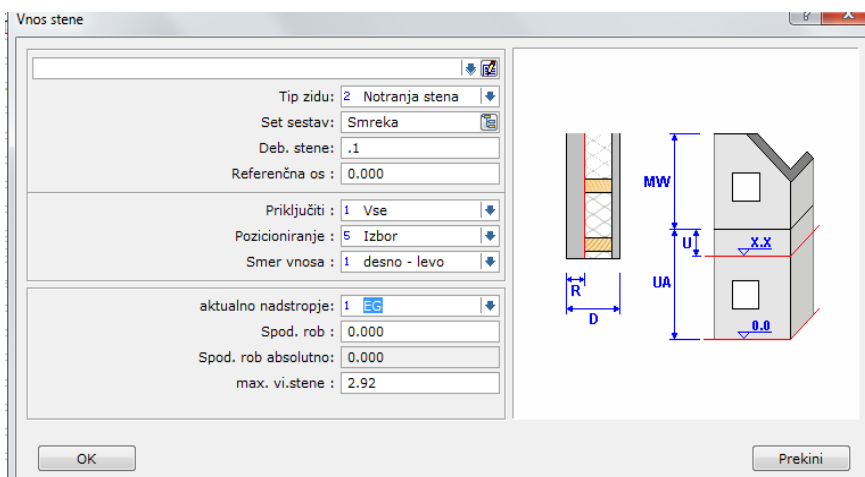 Vnos stene
Tip zidu: 2 Notranja stena
Set sestav: Smreka
Deb. stene: .1
Referenčna os : 0.000
Priključiti : 1 Vse
Pozicioniranje : 5 Izbor
Smer vnosa : 1 desno - levo
aktualno nadstropje: 1 EG
Spod. rob : 0.000
Spod. rob absolutno: 0.000
max. vi.stene : 2.92
MW
U
X.X
UA
R
D
0.0
OK
Prekini